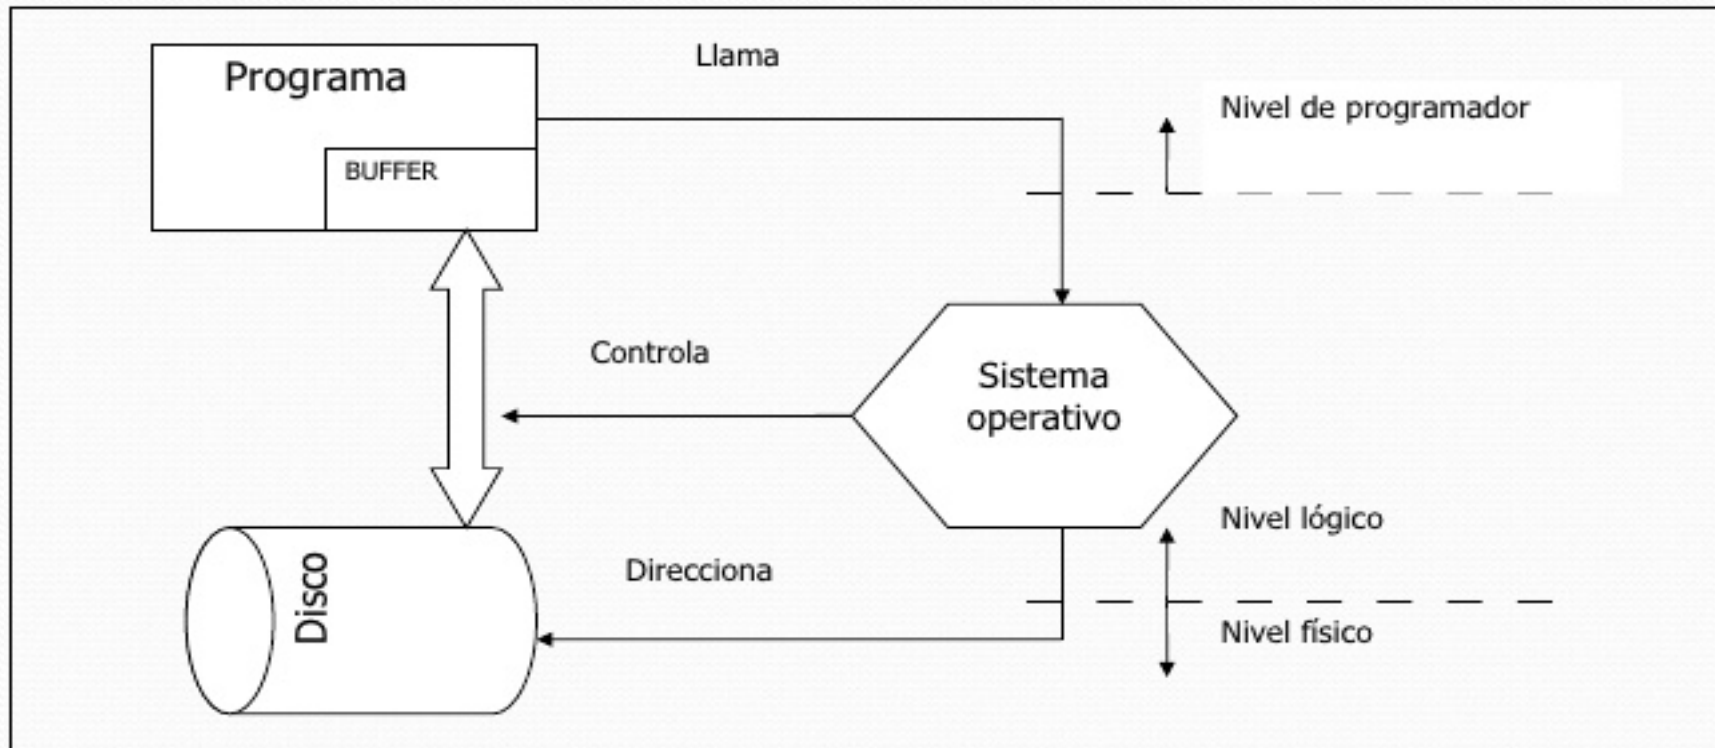 Programa
BUFFER
Llama
Nivel de programador
Controla
Sistema
operativo
Nivel lógico
Direcciona
Nivel físico
Disco